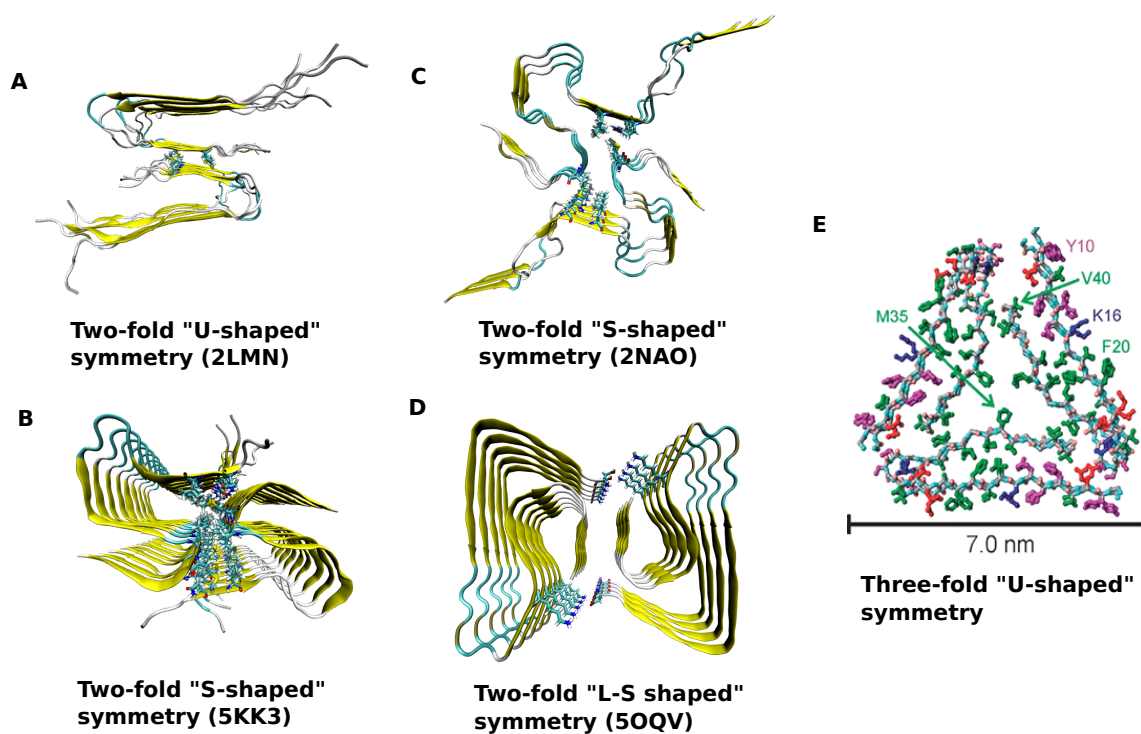 A
Two-fold "U-shaped"
symmetry (2LMN)
B
Two-fold "S-shaped"
symmetry (5KK3)
C
Two-fold "S-shaped"
symmetry (2NAO)
D
Two-fold "L-S shaped"
symmetry (5OQV)
E
Y10
V40
M35
K16
F20
7.0 nm
Three-fold "U-shaped"
symmetry